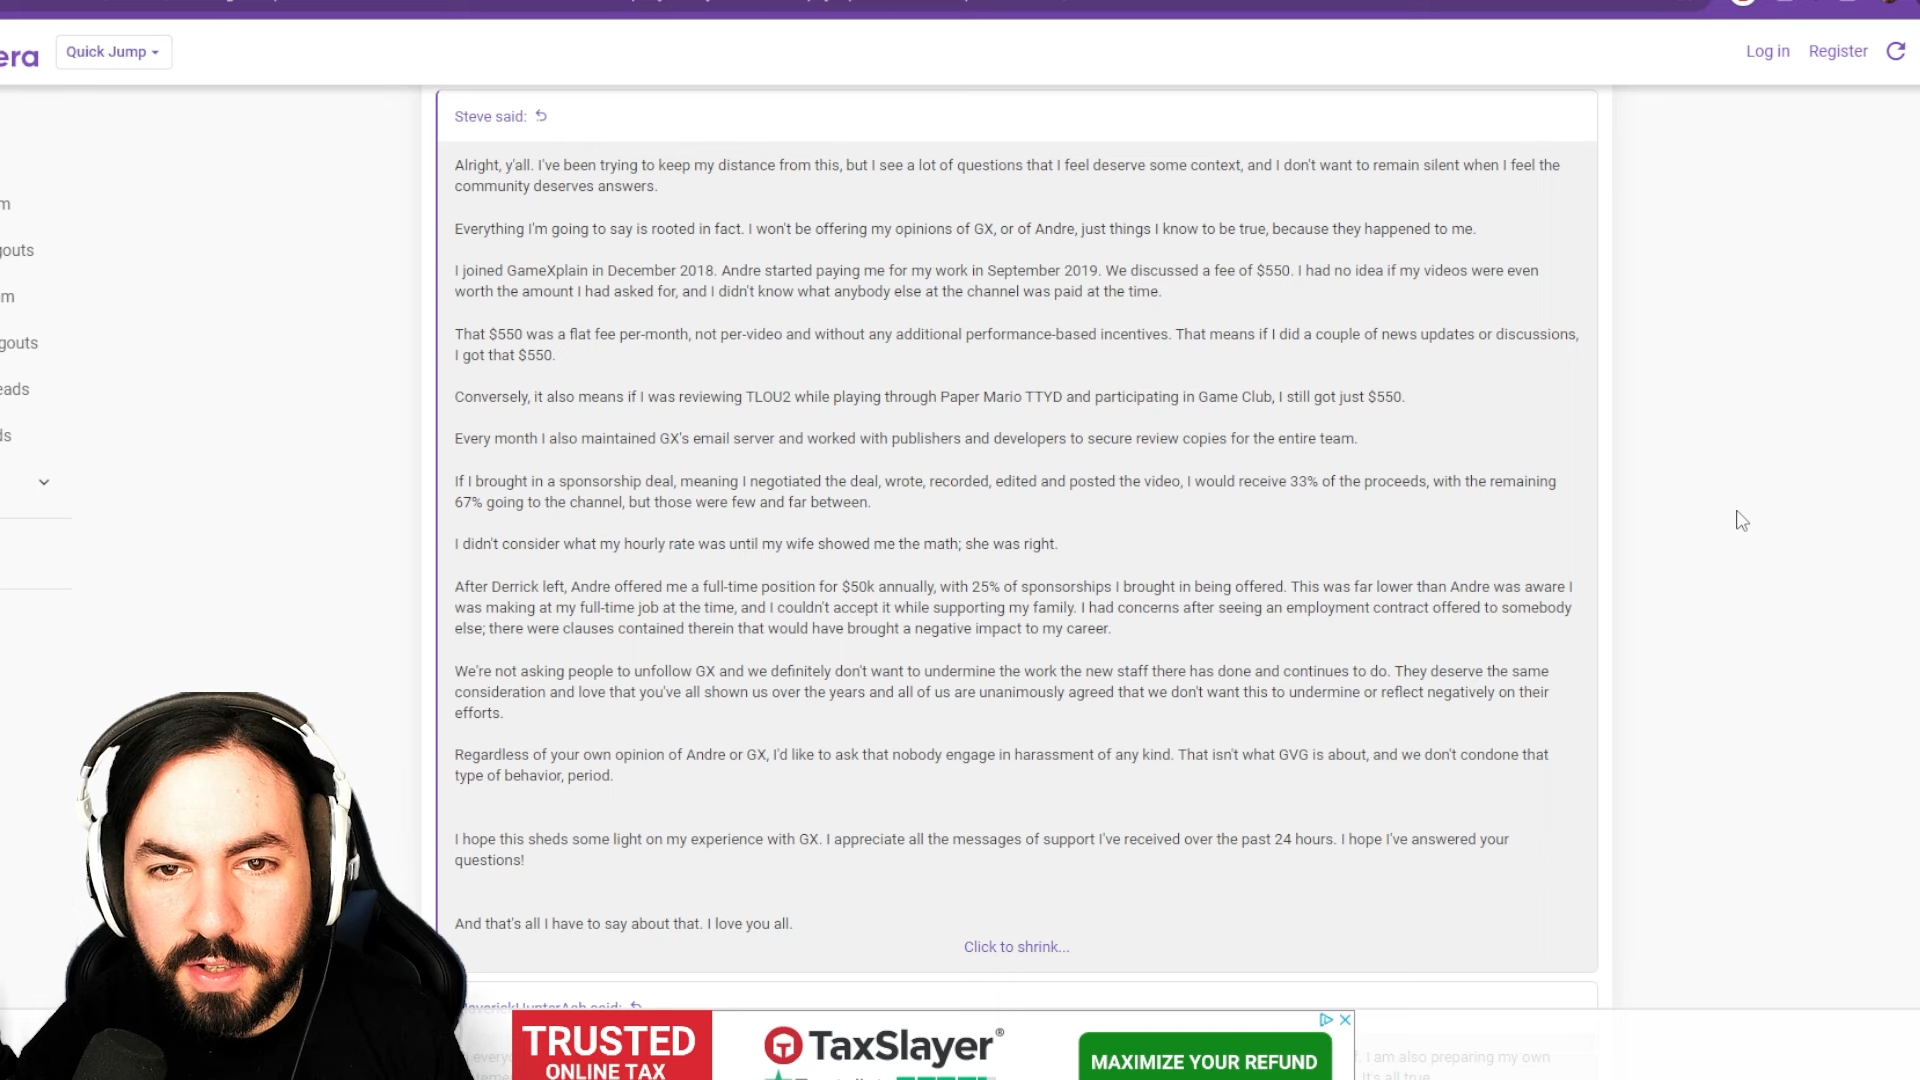 era
Quick Jump
Log in
Register
m
gouts
m
gouts
eads
ds
Steve said:
Alright, y'all. I've been trying to keep my distance from this, but I see a lot of questions that I feel deserve some context, and I don't want to remain silent when I feel the
community deserves answers.
Everything I'm going to say is rooted in fact. I won't be offering my opinions of GX, or of Andre, just things I know to be true, because they happened to me.
I joined GameXplain in December 2018. Andre started paying me for my work in September 2019. We discussed a fee of $550. I had no idea if my videos were even
worth the amount I had asked for, and I didn't know what anybody else at the channel was paid at the time.
That $550 was a flat fee per-month, not per-video and without any additional performance-based incentives. That means if I did a couple of news updates or discussions,
I got that $550.
Conversely, it also means if I was reviewing TLOU2 while playing through Paper Mario TTYD and participating in Game Club, I still got just $550.
Every month I also maintained GX's email server and worked with publishers and developers to secure review copies for the entire team.
If I brought in a sponsorship deal, meaning I negotiated the deal, wrote, recorded, edited and posted the video, I would receive 33% of the proceeds, with the remaining
67% going to the channel, but those were few and far between.
I didn't consider what my hourly rate was until my wife showed me the math; she was right.
After Derrick left, Andre offered me a full-time position for $50k annually, with 25% of sponsorships I brought in being offered. This was far lower than Andre was aware I
was making at my full-time job at the time, and I couldn't accept it while supporting my family. I had concerns after seeing an employment contract offered to somebody
else; there were clauses contained therein that would have brought a negative impact to my career.
We're not asking people to unfollow GX and we definitely don't want to undermine the work the new staff there has done and continues to do. They deserve the same
consideration and love that you've all shown us over the years and all of us are unanimously agreed that we don't want this to undermine or reflect negatively on their
efforts.
Regardless of your own opinion of Andre or GX, I'd like to ask that nobody engage in harassment of any kind. That isn't what GVG is about, and we don't condone that
type of behavior, period.
I hope this sheds some light on my experience with GX. I appreciate all the messages of support I've received over the past 24 hours. I hope I've answered your
questions!
And that's all I have to say about that. I love you all.
Click to shrink...
MaverickHunterAsh said:
I am also preparing my own
It's all true
TRUSTED
ONLINE TAX
TaxSlayer®
MAXIMIZE YOUR REFUND